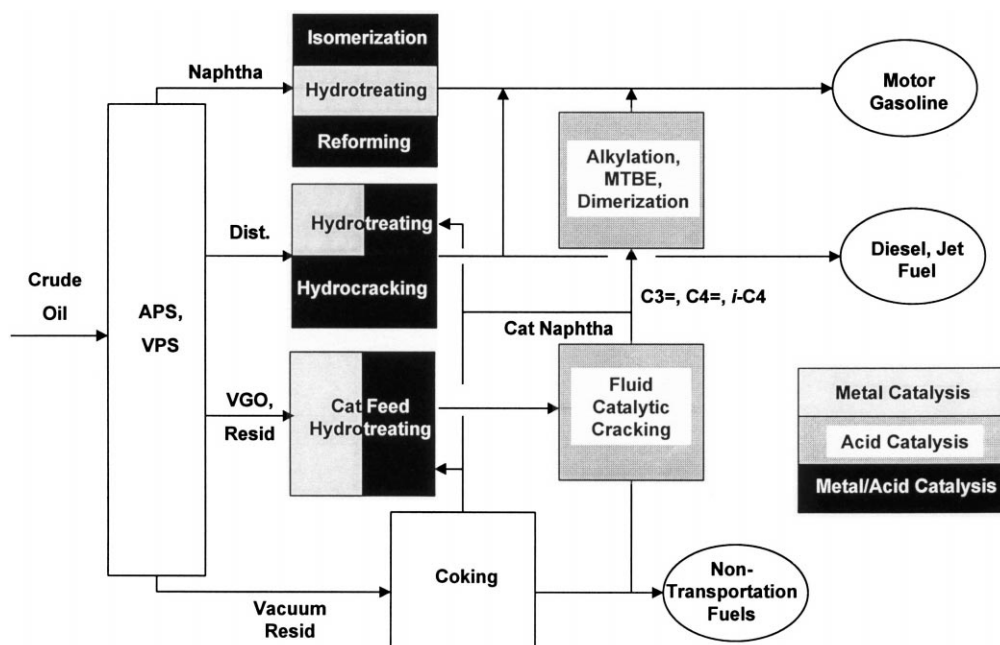 Isomerization
Naphtha
Hydrotreating
Reforming
Motor
Gasoline
Alkylation,
MTBE,
Dimerization
Hydrotreating
Dist.
Hydrocracking
Diesel, Jet
Fuel
Crude
Oil
APS,
VPS
C3=, C4=, i-C4
Cat Naphtha
VGO,
Resid
Cat Feed
Hydrotreating
Fluid
Catalytic
Cracking
Metal Catalysis
Acid Catalysis
Metal/Acid Catalysis
Coking
Vacuum
Resid
Non-
Transportation
Fuels